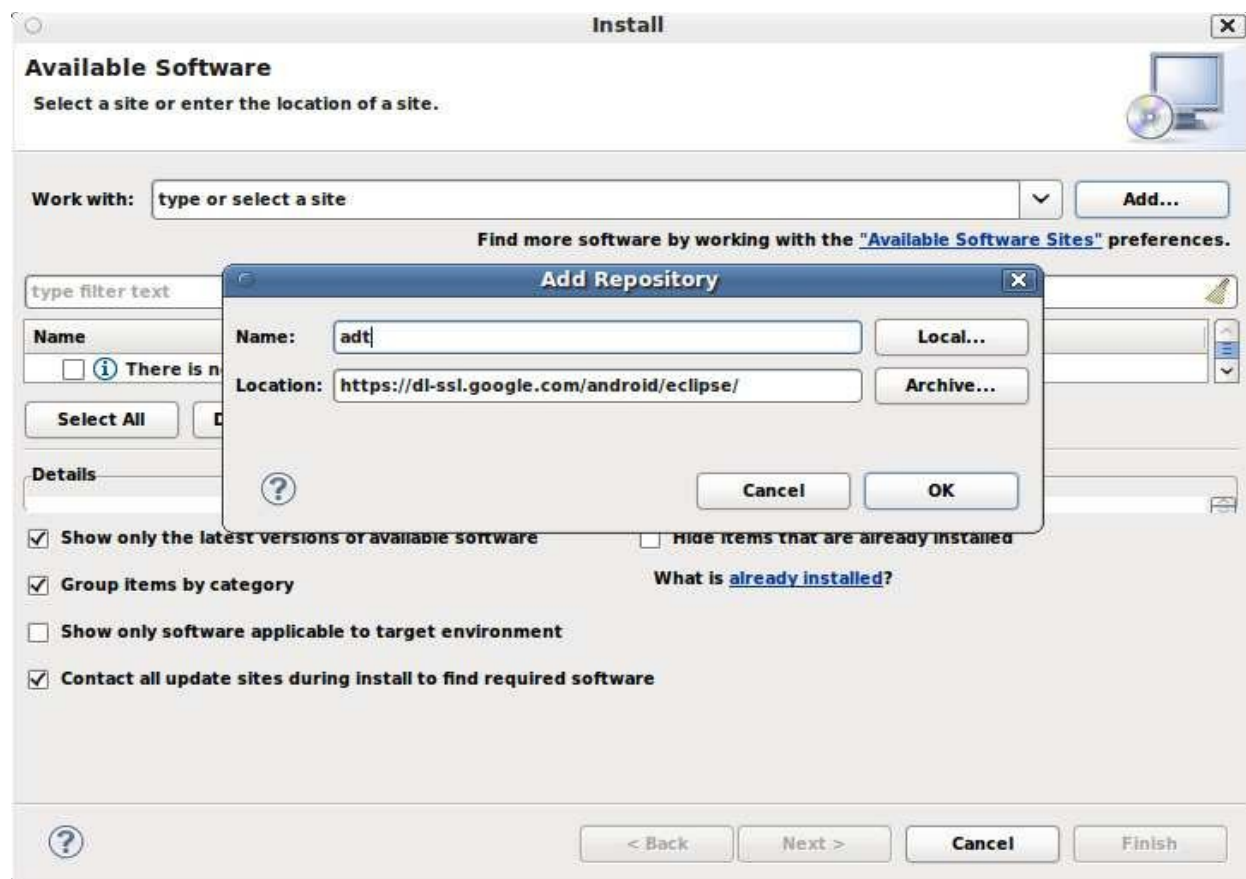 Install
Available Software
Select a site or enter the location of a site.
Work with: type or select a site Add...
Find more software by working with the "Available Software Sites" preferences.
type filter text
Name
There is n
Select All D
Details
Add Repository
Name: adt Local...
Location: https://dl-ssl.google.com/android/eclipse/ Archive...
Cancel OK
Show only the latest versions of available software Hide items that are already installed
Group items by category What is already installed?
Show only software applicable to target environment
Contact all update sites during install to find required software
< Back Next > Cancel Finish